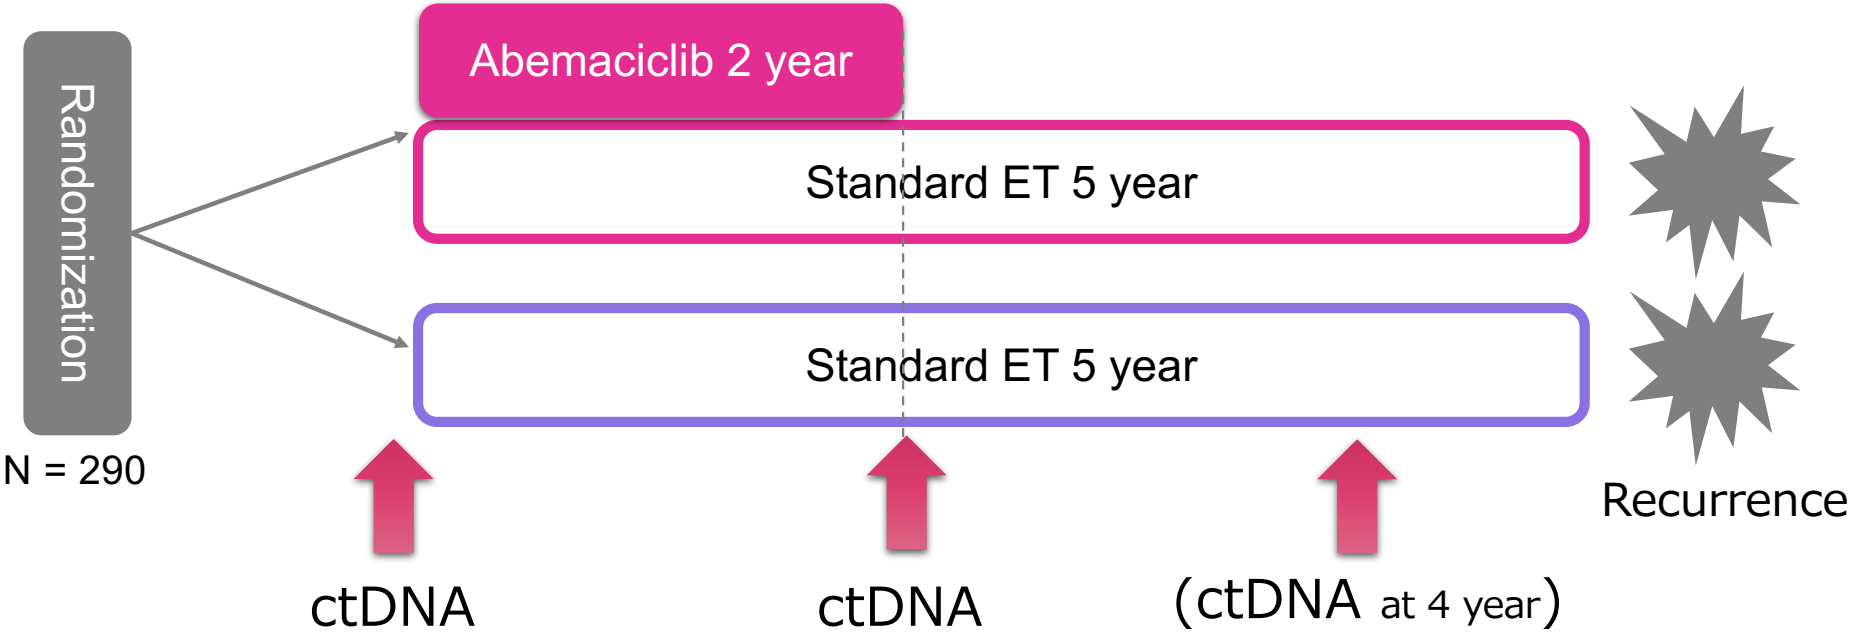 Randomization
N = 290
Abemaciclib 2 year
Standard ET 5 year
Standard ET 5 year
Recurrence
ctDNA
ctDNA
(ctDNA at 4 year)